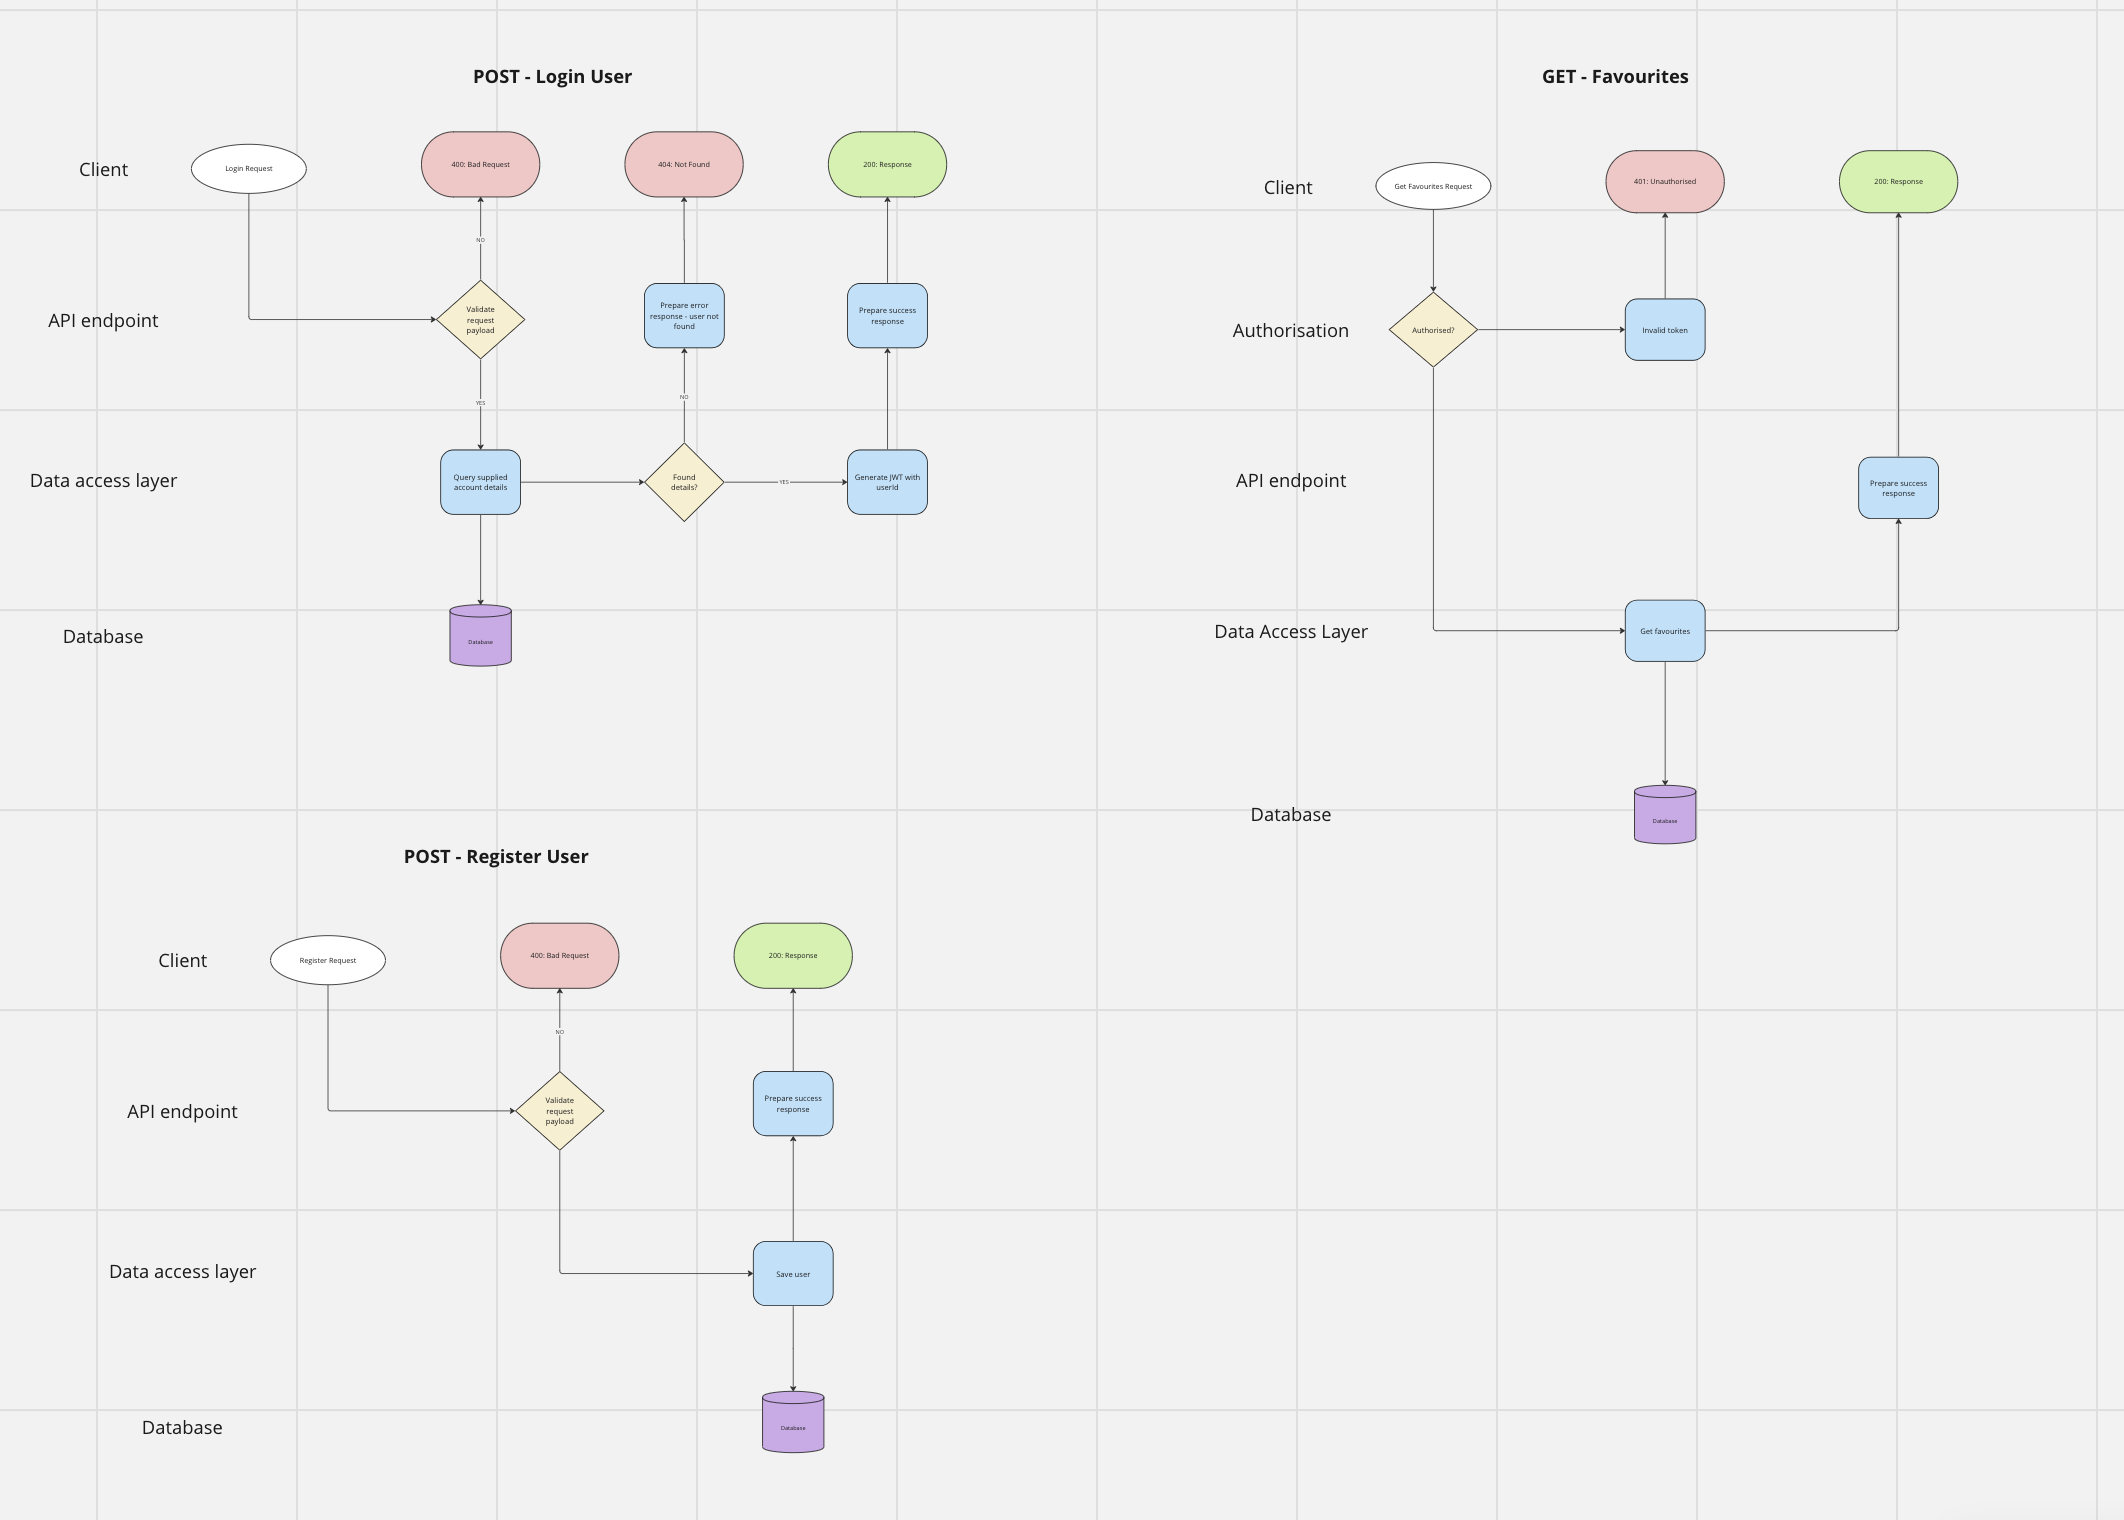 POST - Login User
Client
Login Request
400: Bad Request
404: Not Found
200: Response
NO
API endpoint
Validate
request
payload
Prepare error
response - user not
found
Prepare success
response
YES
NO
Data access layer
Query supplied
account details
Found
details?
YES
Generate JWT with
userId
Database
Database
GET - Favourites
Client
Get Favourites Request
401: Unauthorised
200: Response
Authorisation
Authorised?
Invalid token
API endpoint
Prepare success
response
Data Access Layer
Get favourites
Database
Database
POST - Register User
Client
Register Request
400: Bad Request
200: Response
NO
API endpoint
Validate
request
payload
Prepare success
response
Data access layer
Save user
Database
Database